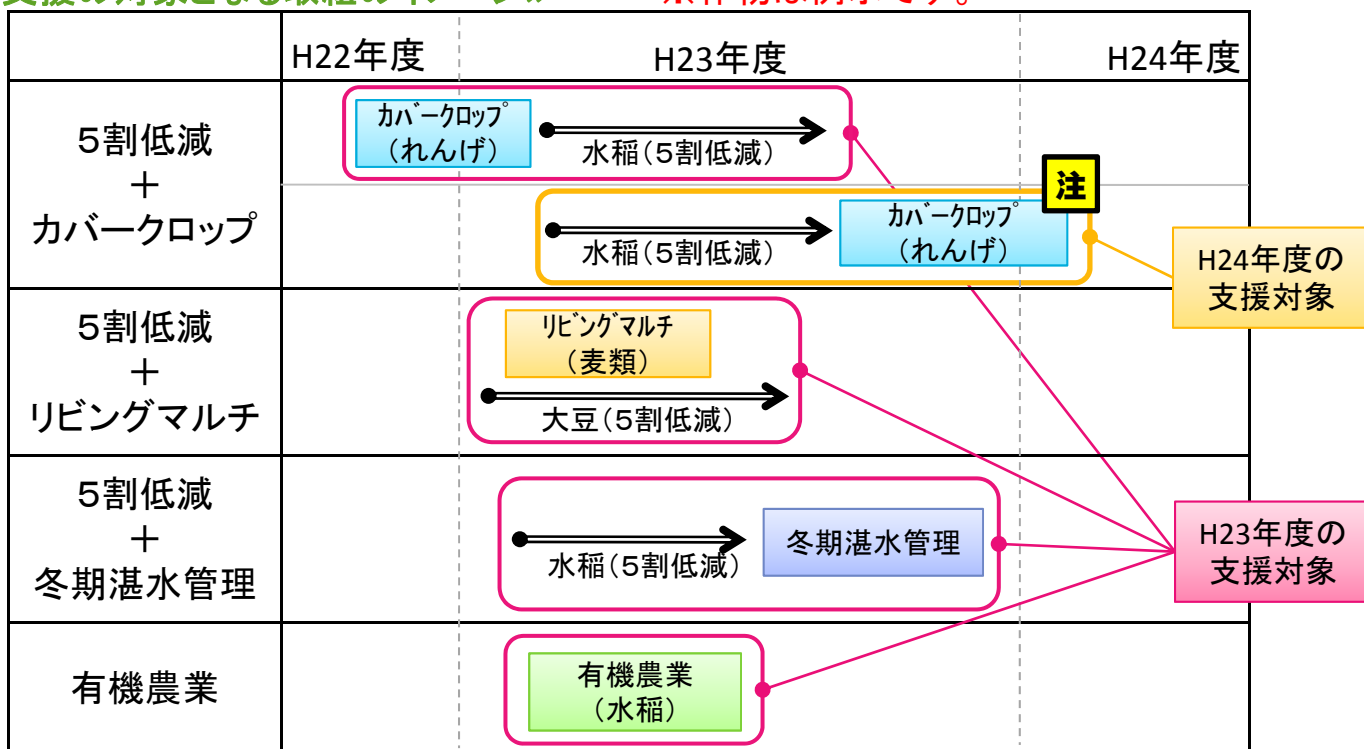 H22年度
H23年度
H24年度
5割低減
+
カバークロップ
カバークロップ
(れんげ)
水稲(5割低減)
注
水稲(5割低減)
カバークロップ
(れんげ)
H24年度の
支援対象
5割低減
+
リビングマルチ
リビングマルチ
(麦類)
大豆(5割低減)
5割低減
+
冬期湛水管理
水稲(5割低減)
冬期湛水管理
H23年度の
支援対象
有機農業
有機農業
(水稲)